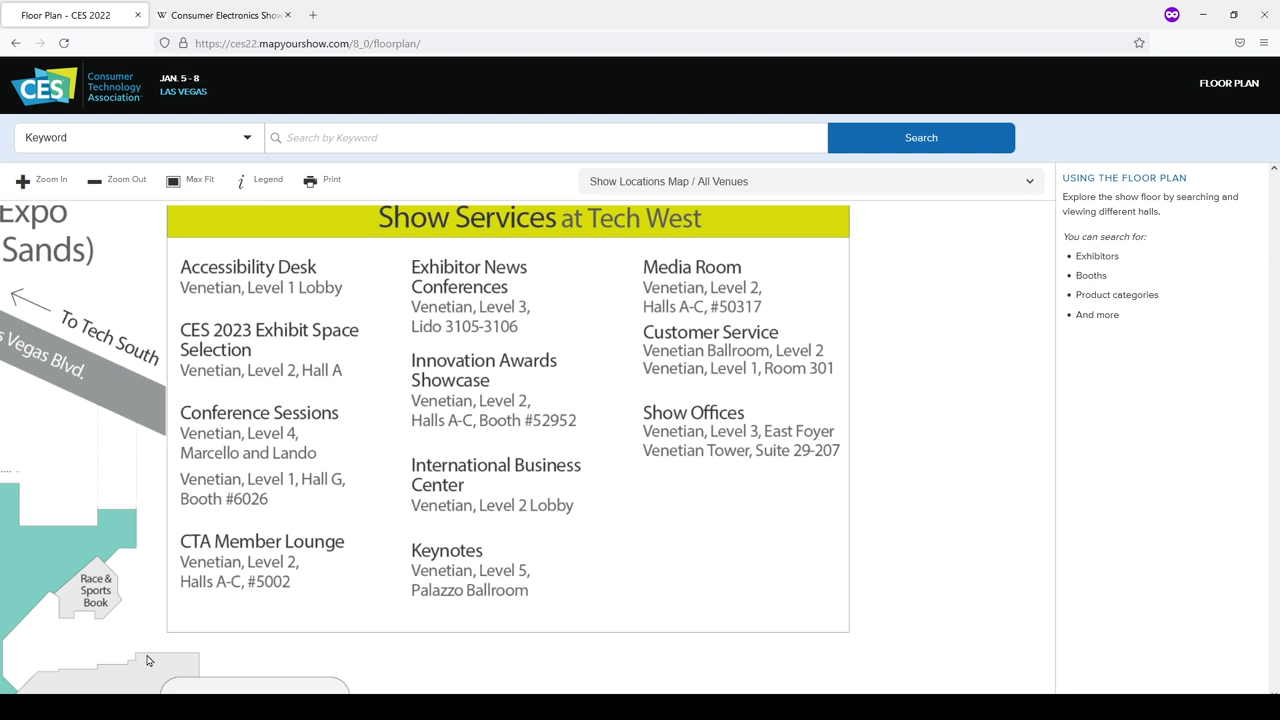 Floor Plan - CES 2022
Consumer Electronics Show
https://ces22.mapyourshow.com/8_0/floorplan/
CES
Consumer
Technology
Association
JAN. 5 - 8
LAS VEGAS
FLOOR PLAN
Keyword
Search by Keyword
Search
Zoom In
Zoom Out
Max Fit
Legend
Print
Show Locations Map / All Venues
USING THE FLOOR PLAN
Explore the show floor by searching and
viewing different halls.
You can search for:
• Exhibitors
• Booths
• Product categories
• And more
Expo
Sands)
To Tech South
s Vegas Blvd.
Race &
Sports
Book
Show Services at Tech West
Accessibility Desk
Venetian, Level 1 Lobby
CES 2023 Exhibit Space
Selection
Venetian, Level 2, Hall A
Conference Sessions
Venetian, Level 4,
Marcello and Lando
Venetian, Level 1, Hall G,
Booth #6026
CTA Member Lounge
Venetian, Level 2,
Halls A-C, #5002
Exhibitor News
Conferences
Venetian, Level 3,
Lido 3105-3106
Innovation Awards
Showcase
Venetian, Level 2,
Halls A-C, Booth #52952
International Business
Center
Venetian, Level 2 Lobby
Keynotes
Venetian, Level 5,
Palazzo Ballroom
Media Room
Venetian, Level 2,
Halls A-C, #50317
Customer Service
Venetian Ballroom, Level 2
Venetian, Level 1, Room 301
Show Offices
Venetian, Level 3, East Foyer
Venetian Tower, Suite 29-207